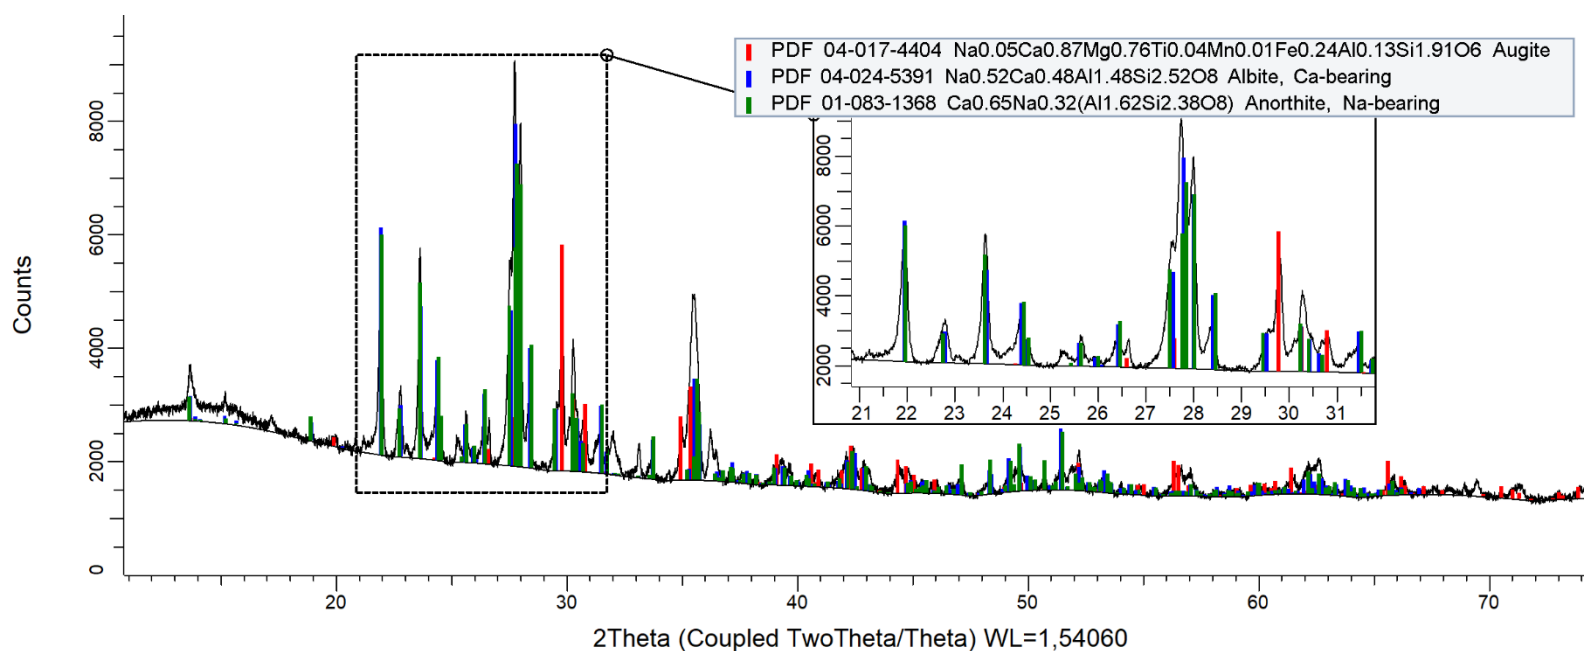 PDF 04-017-4404 Na0.05Ca0.87Mg0.76Ti0.04Mn0.01Fe0.24Al0.13Si1.91O6 Augite
PDF 04-024-5391 Na0.52Ca0.48Al1.48Si2.52O8 Albite, Ca-bearing
PDF 01-083-1368 Ca0.65Na0.32(Al1.62Si2.38O8) Anorthite, Na-bearing
Counts
8000
6000
4000
2000
0
8000
6000
4000
2000
21 22 23 24 25 26 27 28 29 30 31
20 30 40 50 60 70
2Theta (Coupled TwoTheta/Theta) WL=1,54060